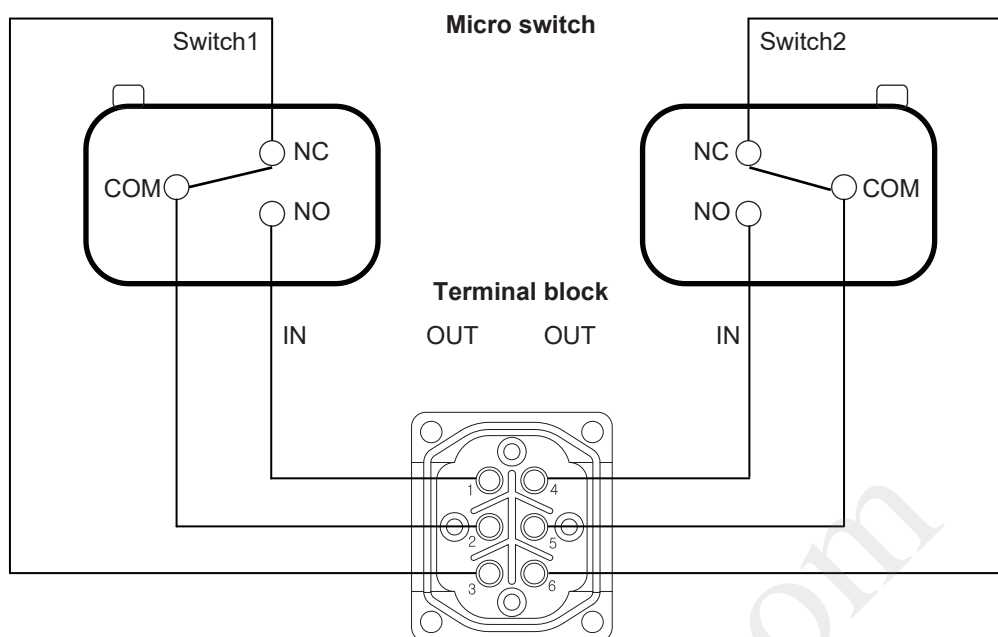 Micro switch
Switch1
Switch2
NC
NC
COM
COM
NO
NO
Terminal block
IN
OUT
OUT
IN
1
4
2
5
3
6
om